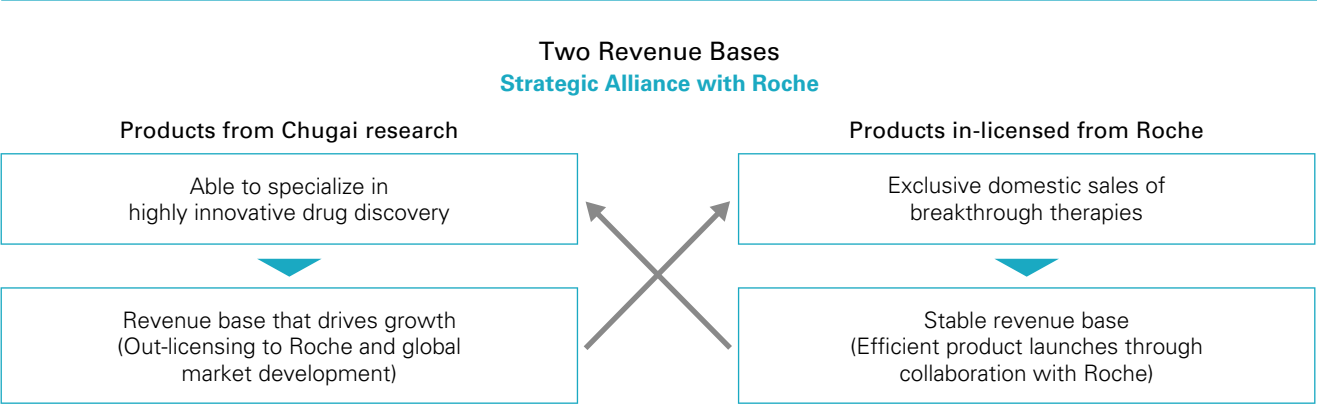 Two Revenue Bases
Strategic Alliance with Roche
Products from Chugai research
Able to specialize in
highly innovative drug discovery
Revenue base that drives growth
(Out-licensing to Roche and global
market development)
Products in-licensed from Roche
Exclusive domestic sales of
breakthrough therapies
Stable revenue base
(Efficient product launches through
collaboration with Roche)